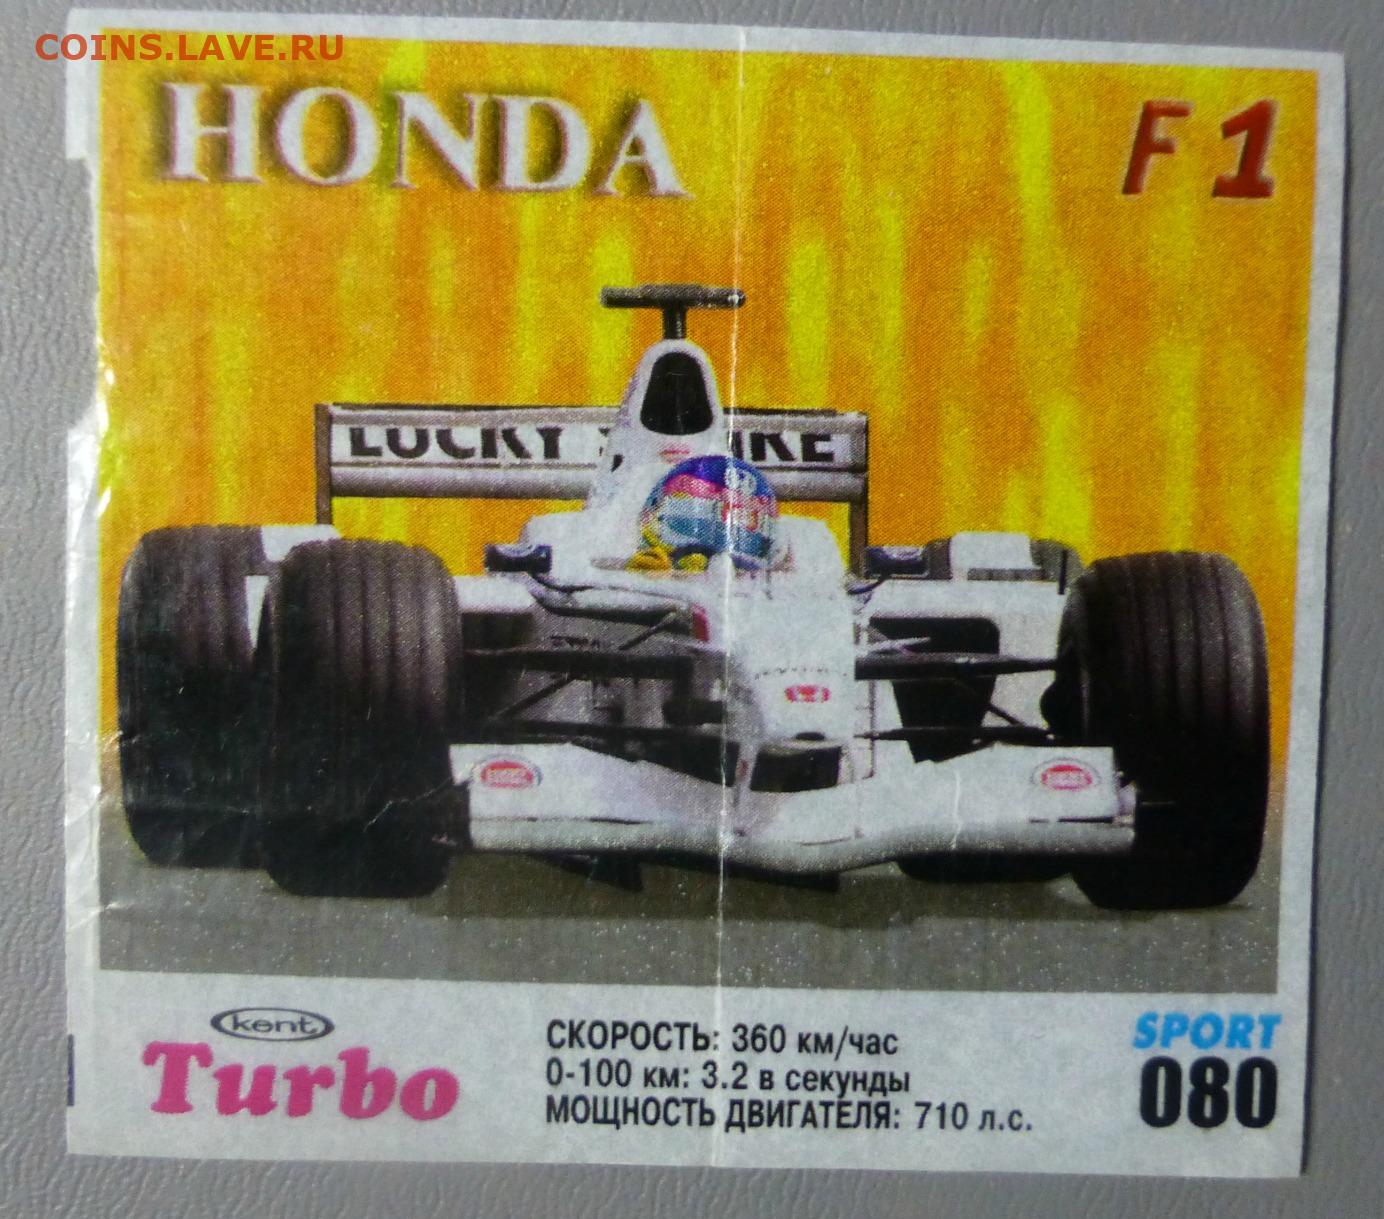 COINS.LAVE.RU
HONDA
F1
LUCKY
kent
Turbo
СКОРОСТЬ: 360 км/час
0-100 км: 3.2 в секунды
МОЩНОСТЬ ДВИГАТЕЛЯ: 710 л.с.
SPORT
080